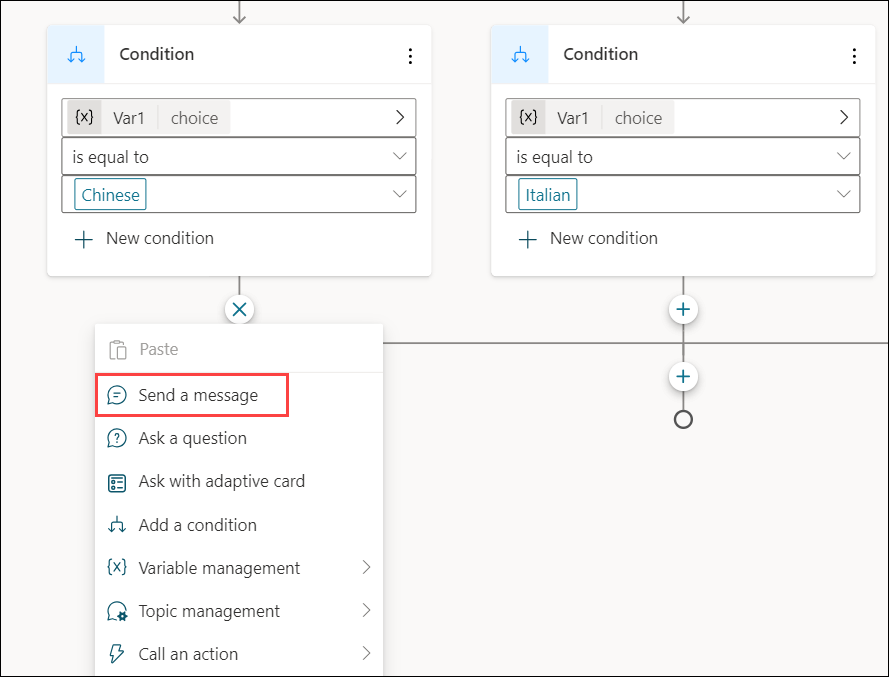 Condition
{x} Var1 choice
is equal to
Chinese
New condition
Condition
{x} Var1 choice
is equal to
Italian
New condition
Paste
Send a message
Ask a question
Ask with adaptive card
Add a condition
{x} Variable management
Topic management
Call an action